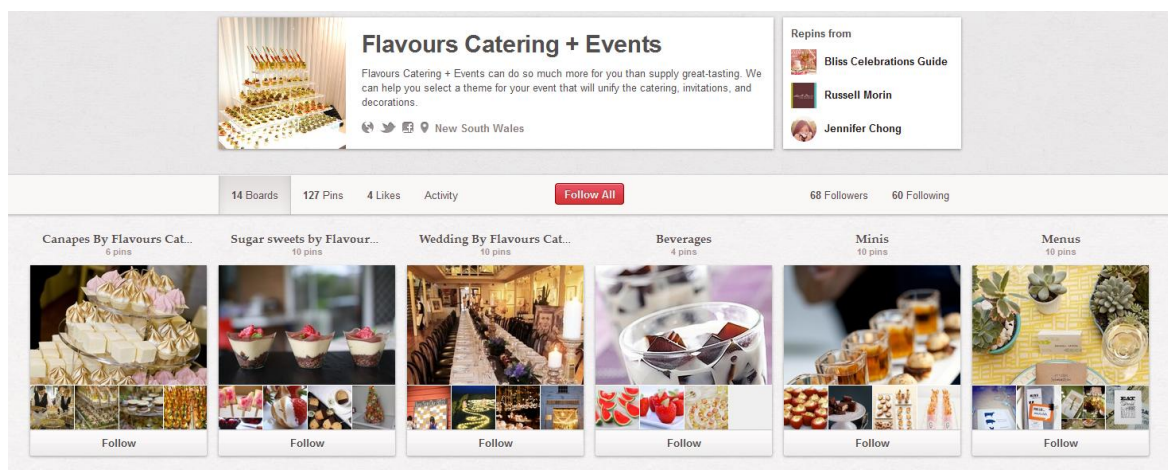 Flavours Catering + Events
Flavours Catering + Events can do so much more for you than supply great-tasting. We
can help you select a theme for your event that will unify the catering, invitations, and
decorations.
New South Wales
Repins from
Bliss Celebrations Guide
Russell Morin
Jennifer Chong
14 Boards 127 Pins 4 Likes Activity Follow All 68 Followers 60 Following
Canapes By Flavours Cat...
6 pins
Follow
Sugar sweets by Flavour...
10 pins
Follow
Wedding By Flavours Cat...
10 pins
Follow
Beverages
4 pins
Follow
Minis
10 pins
Follow
Menus
10 pins
EAT
Follow